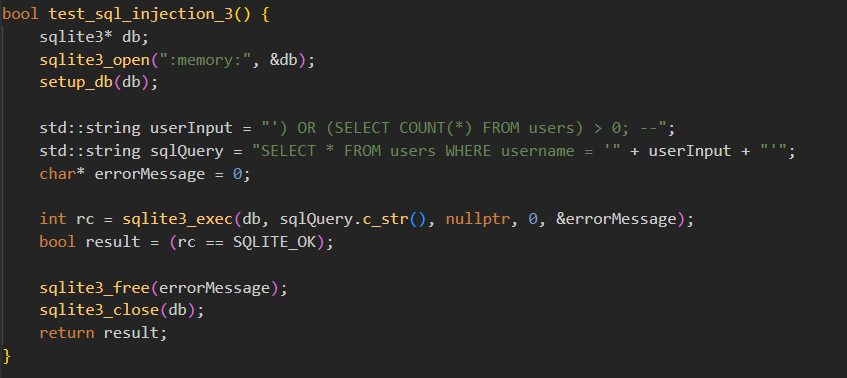 bool test_sql_injection_3() {
    sqlite3* db;
    sqlite3_open(":memory:", &db);
    setup_db(db);

    std::string userInput = "') OR (SELECT COUNT(*) FROM users) > 0; --";
    std::string sqlQuery = "SELECT * FROM users WHERE username = '" + userInput + "'";
    char* errorMessage = 0;

    int rc = sqlite3_exec(db, sqlQuery.c_str(), nullptr, 0, &errorMessage);
    bool result = (rc == SQLITE_OK);

    sqlite3_free(errorMessage);
    sqlite3_close(db);
    return result;
}